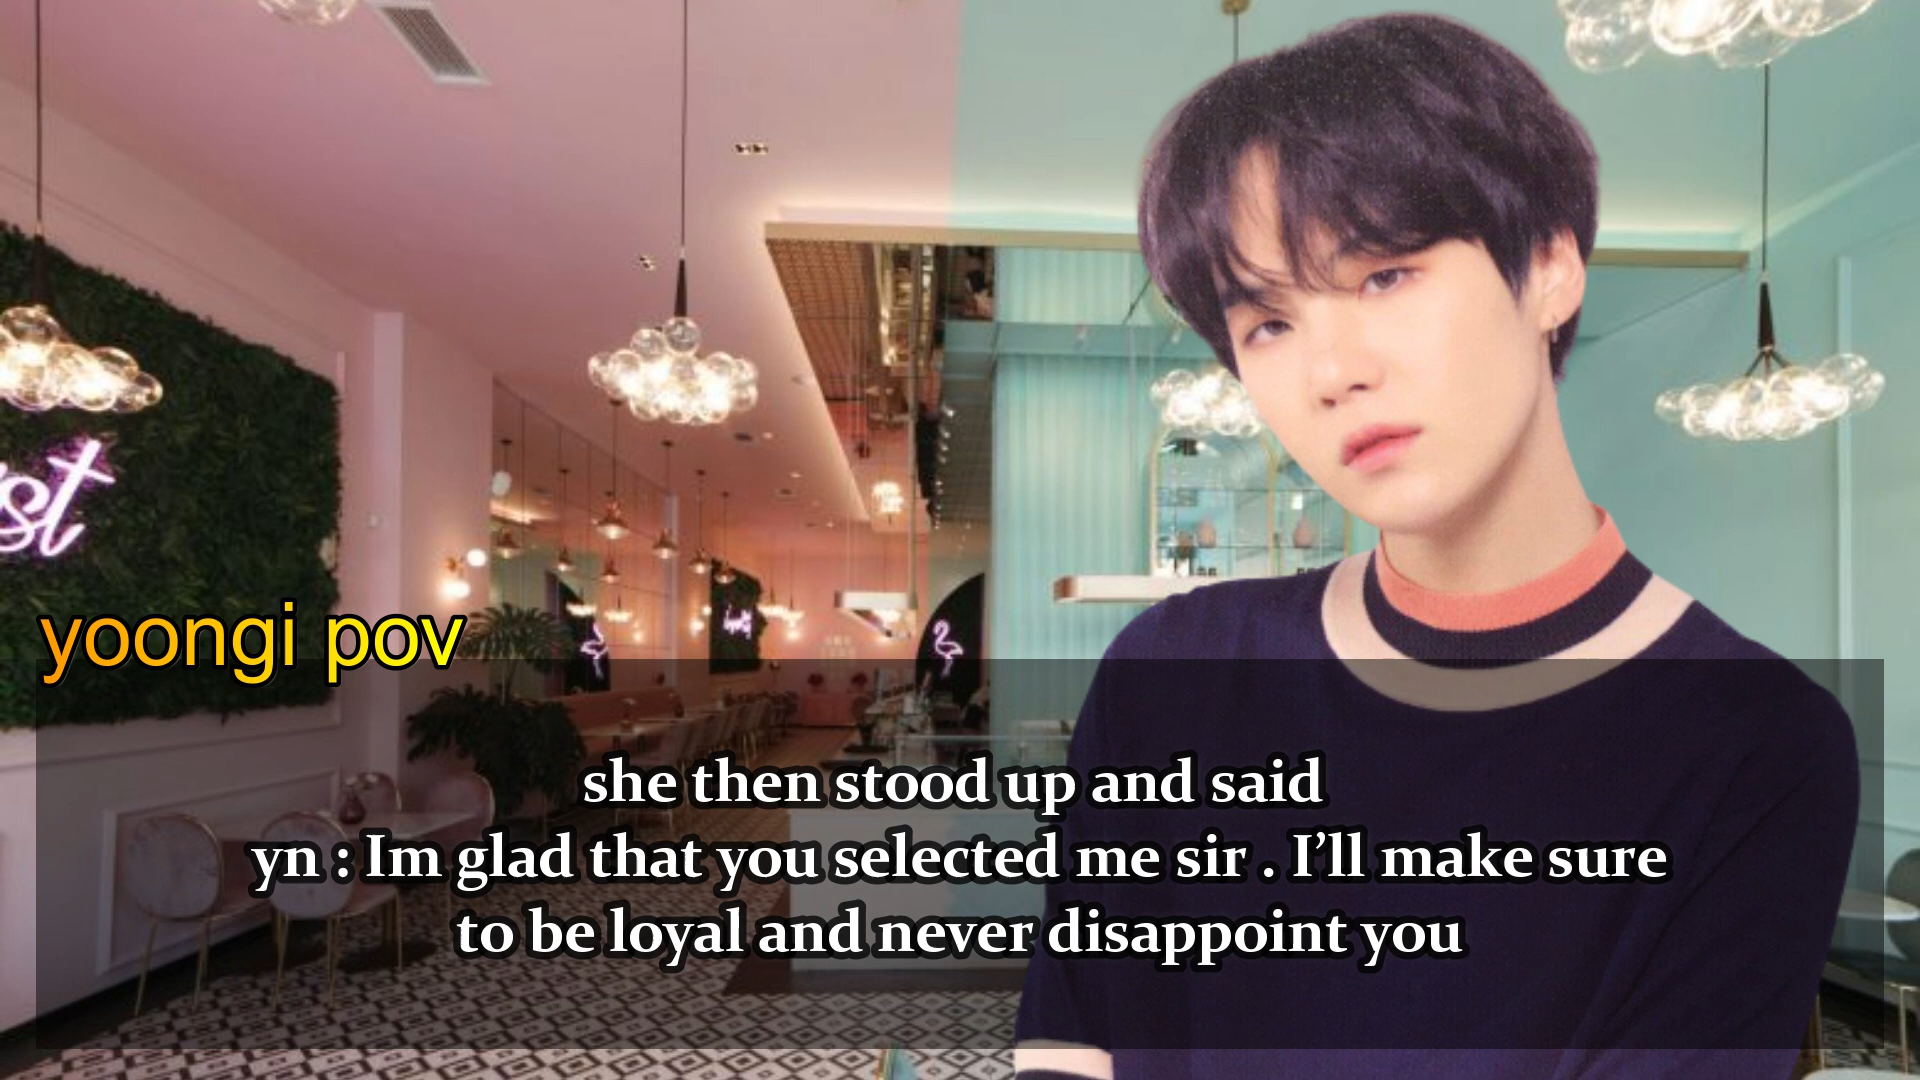 st
yoongi pov
she then stood up and said
yn : Im glad that you selected me sir . I’ll make sure
to be loyal and never disappoint you